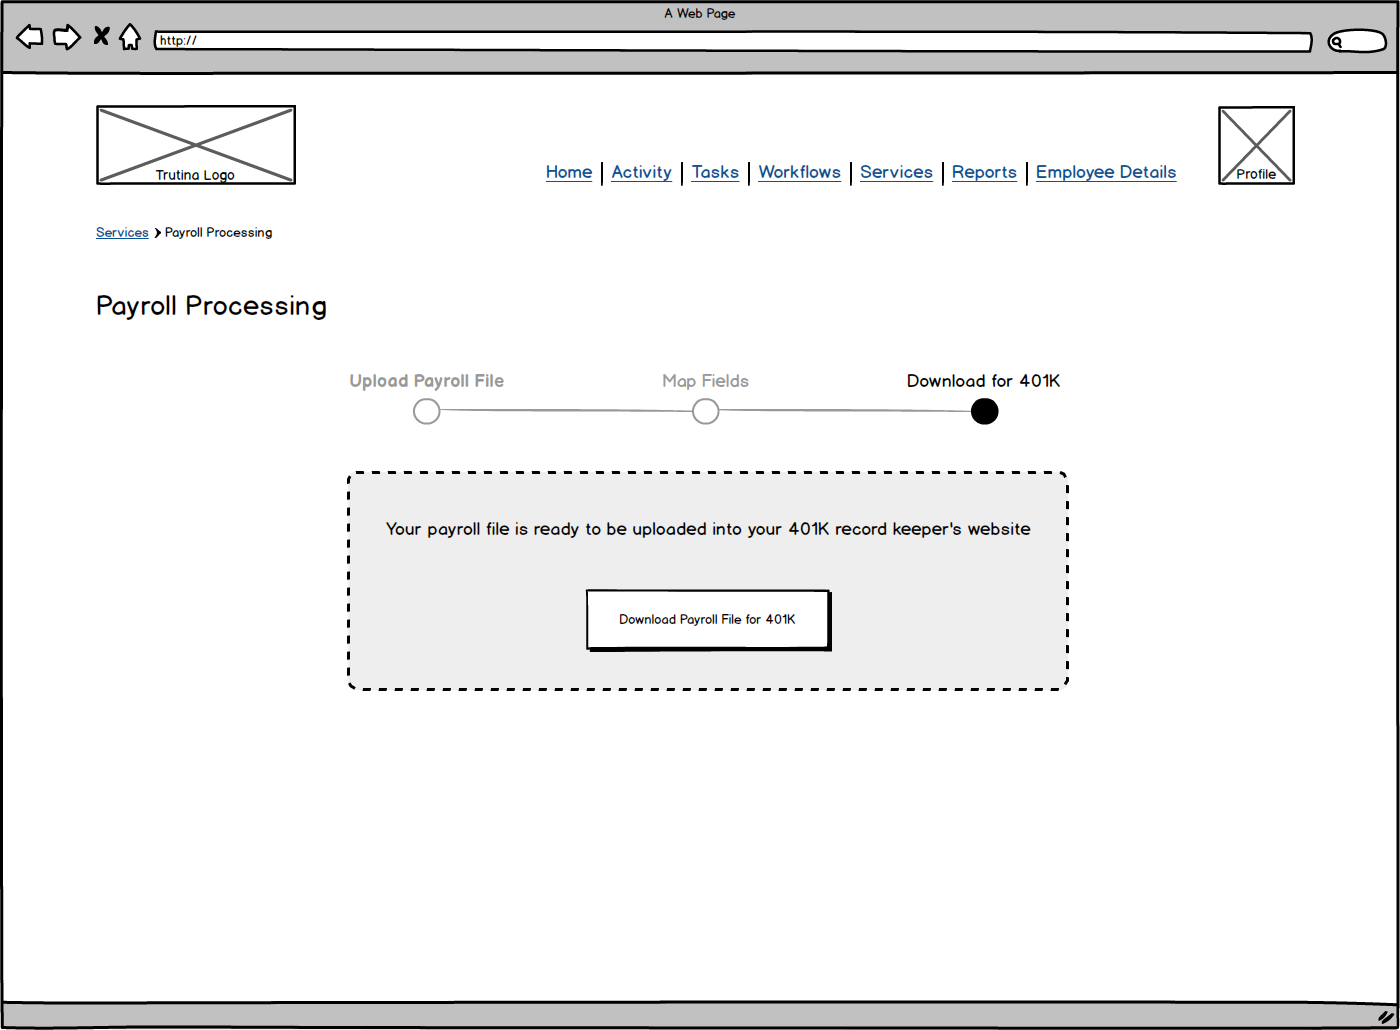 A Web Page
http://
Trutina Logo
Home Activity Tasks Workflows Services Reports Employee Details
Profile
Services Payroll Processing
Payroll Processing
Upload Payroll File Map Fields Download for 401K
Your payroll file is ready to be uploaded into your 401K record keeper's website
Download Payroll File for 401K